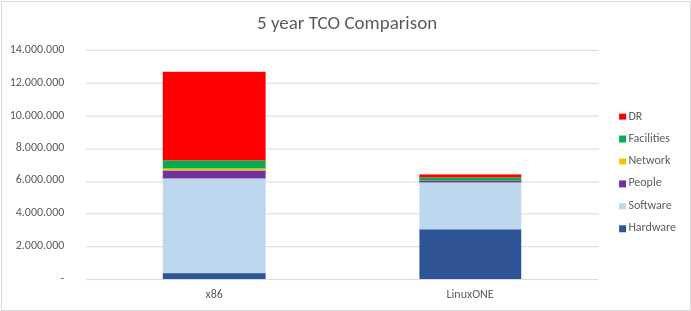 5 year TCO Comparison
14.000.000
12.000.000
10.000.000
8.000.000
6.000.000
4.000.000
2.000.000
-
x86
LinuxONE
DR
Facilities
Network
People
Software
Hardware